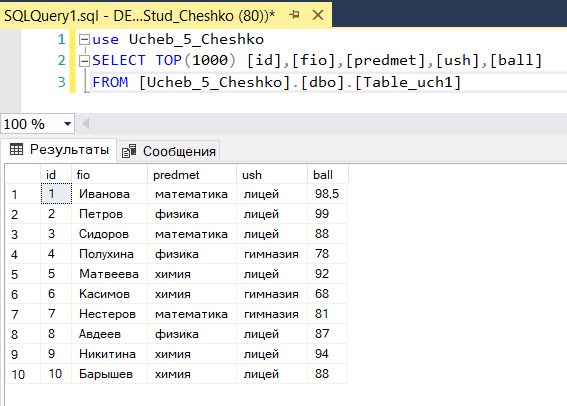 SQLQuery1.sql - DE...Stud_Cheshko (80))*
1 use Ucheb_5_Cheshko
2 SELECT TOP(1000) [id],[fio],[predmet],[ush],[ball]
3 FROM [Ucheb_5_Cheshko].[dbo].[Table_uch1]
100 %
Результаты Сообщения
id fio predmet ush ball
1 1 Иванова математика лицей 98,5
2 2 Петров физика лицей 99
3 3 Сидоров математика лицей 88
4 4 Полухина физика гимназия 78
5 5 Матвеева химия лицей 92
6 6 Касимов химия гимназия 68
7 7 Нестеров математика гимназия 81
8 8 Авдеев физика лицей 87
9 9 Никитина химия лицей 94
10 10 Барышев химия лицей 88